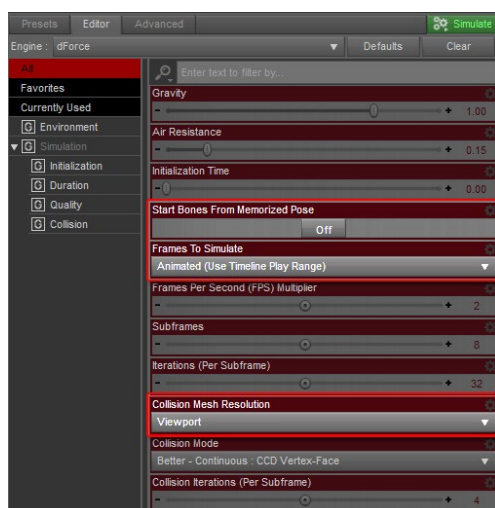 Presets Editor Advanced Simulate
Engine : dForce Defaults Clear
All
Favorites
Currently Used
G Environment
G Simulation
G Initialization
G Duration
G Quality
G Collision
Enter text to filter by...
Gravity
- + 1.00
Air Resistance
- + 0.15
Initialization Time
- + 0.00
Start Bones From Memorized Pose
Off
Frames To Simulate
Animated (Use Timeline Play Range)
Frames Per Second (FPS) Multiplier
- + 2
Subframes
- + 8
Iterations (Per Subframe)
- + 32
Collision Mesh Resolution
Viewport
Collision Mode
Better - Continuous : CCD Vertex-Face
Collision Iterations (Per Subframe)
- + 4